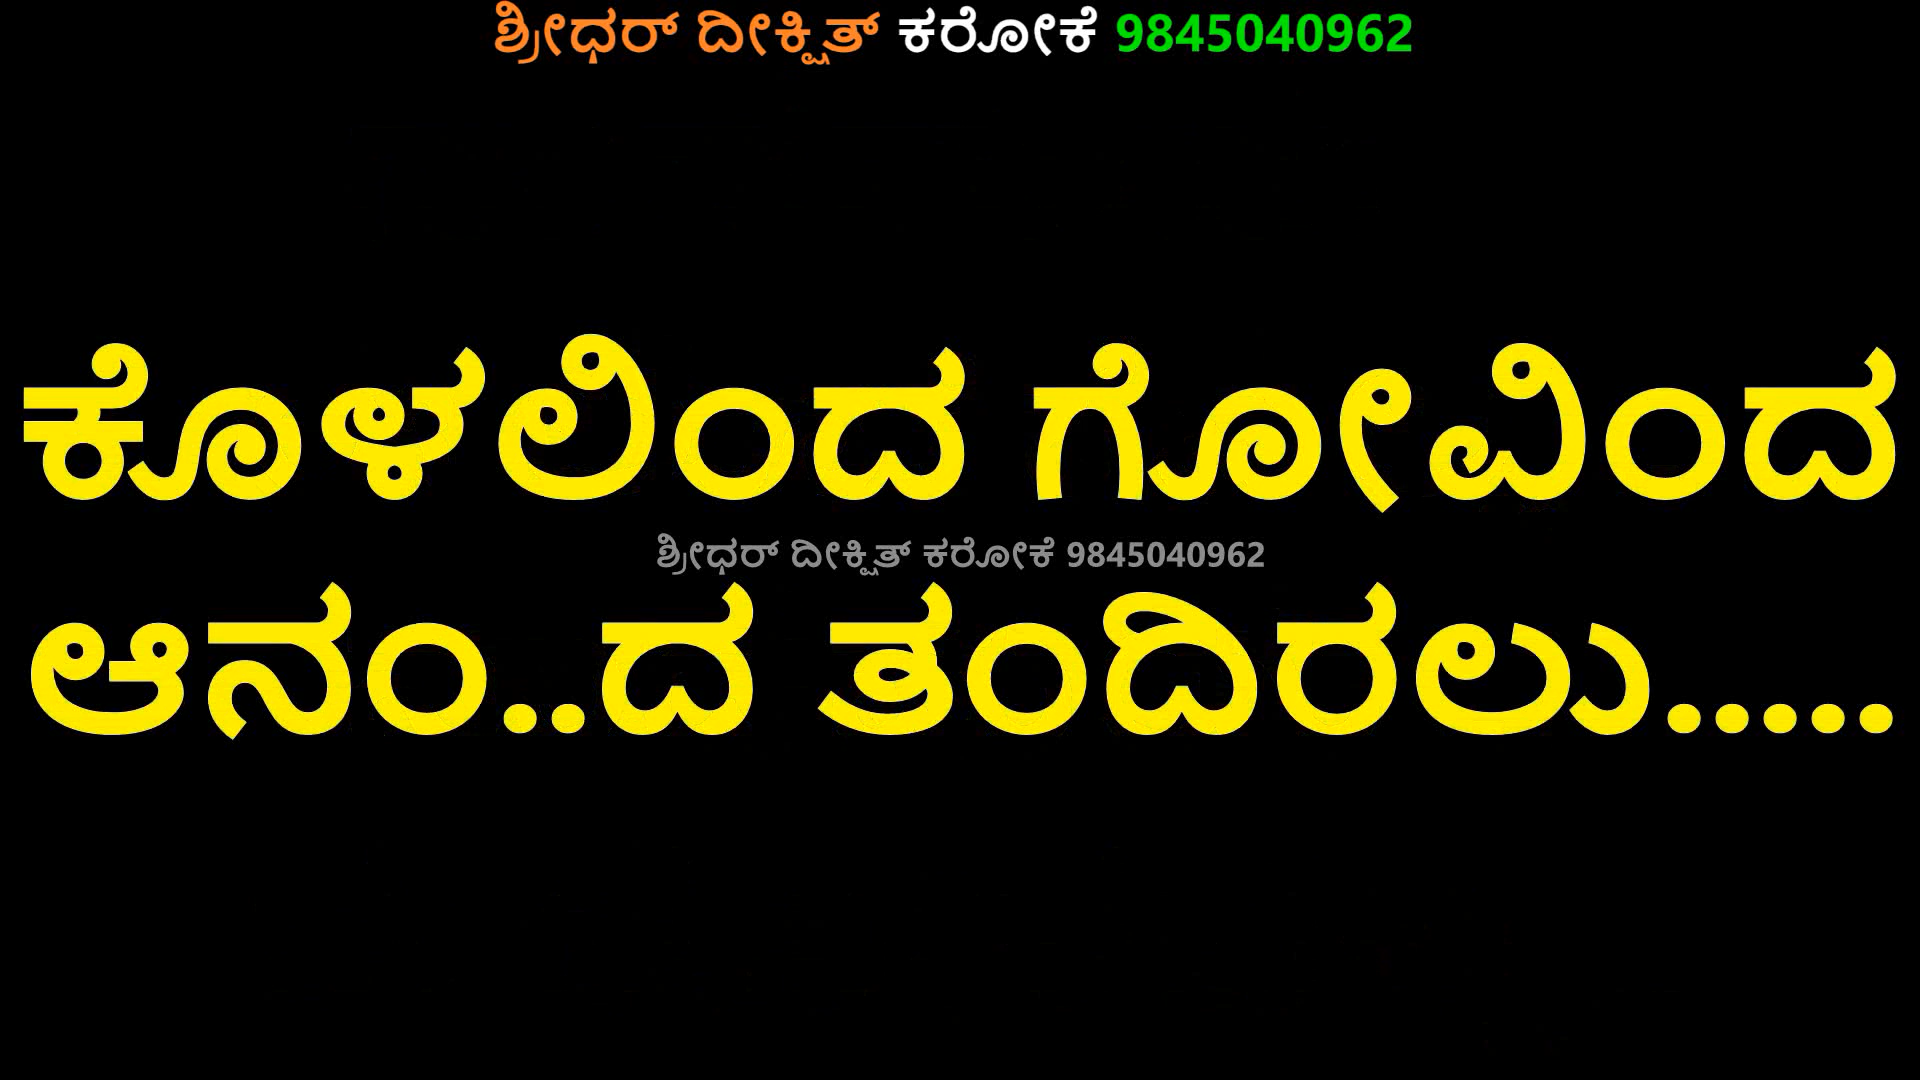 ಶ್ರೀಧರ್ ದೀಕ್ಷಿತ್ ಕರೋಕೆ 9845040962
ಕೊಳಲಿಂದ ಗೋವಿಂದ
ಶ್ರೀಧರ್ ದೀಕ್ಷಿತ್ ಕರೋಕೆ 9845040962
ಆನಂ..ದ ತಂದಿರಲು.....